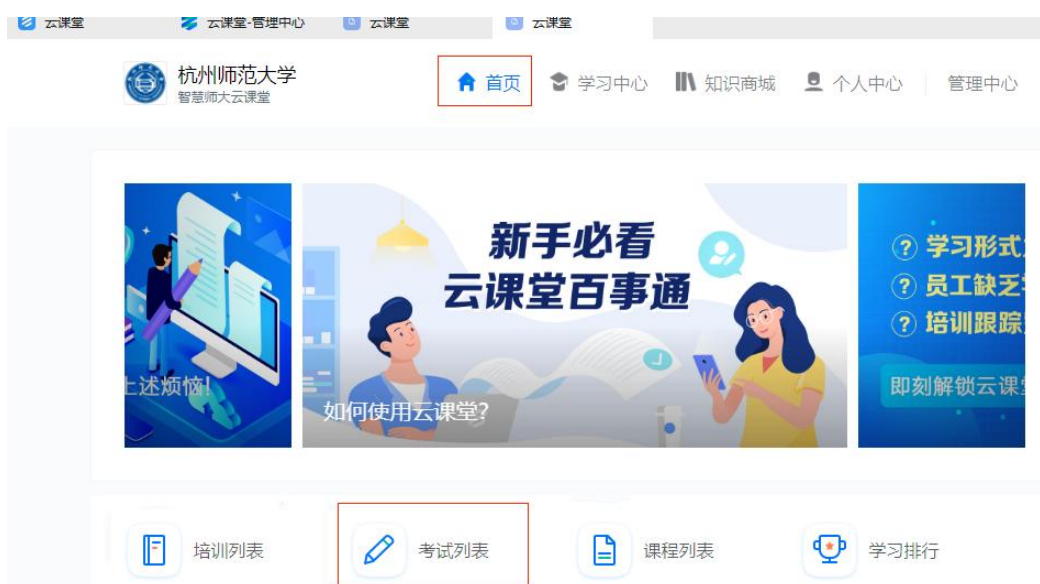 云课堂
云课堂-管理中心
云课堂
云课堂
杭州师范大学
智慧师大云课堂
首页
学习中心
知识商城
个人中心
管理中心
新手必看
云课堂百事通
如何使用云课堂?
上述烦恼!
? 学习形式
? 员工缺乏
? 培训跟踪
即刻解锁云课
培训列表
考试列表
课程列表
学习排行